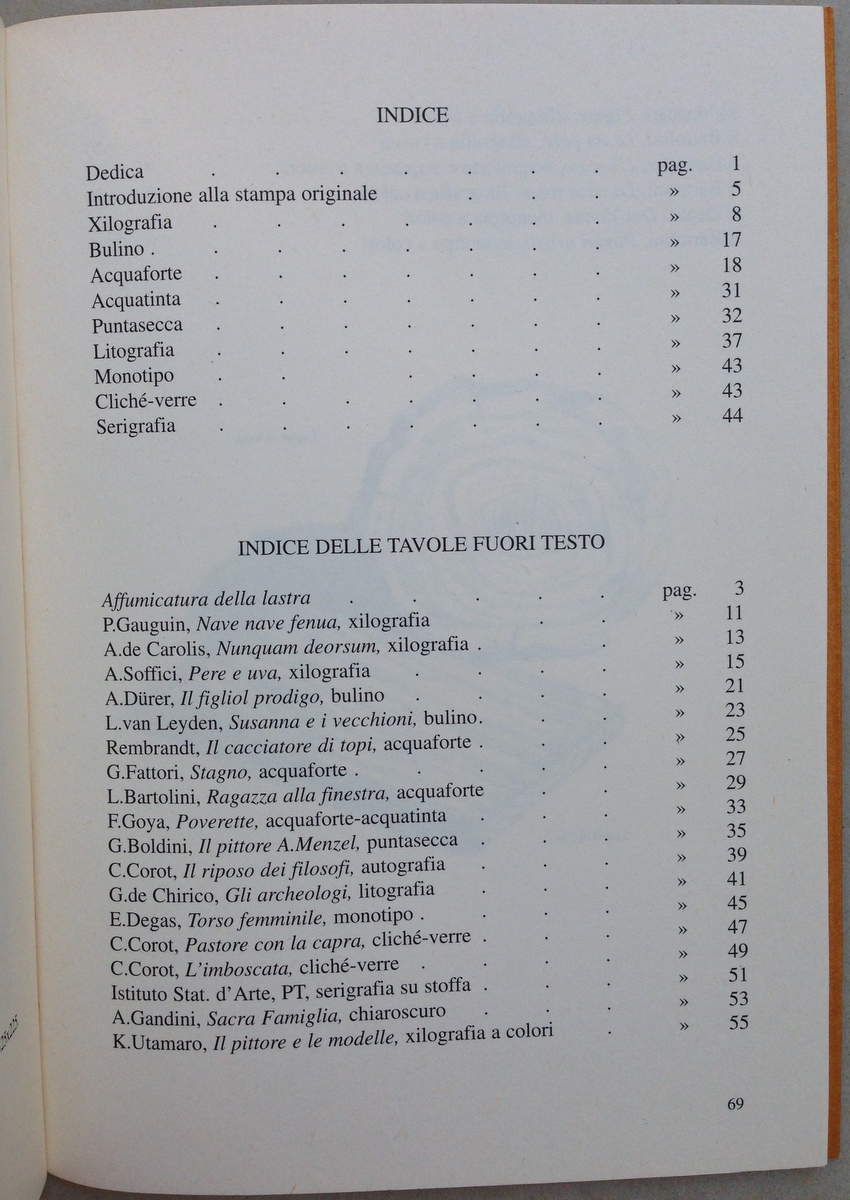 INDICE
Dedica . . . . . . . pag. 1
Introduzione alla stampa originale . . . » 5
Xilografia . . . . . . . » 8
Bulino . . . . . . . . » 17
Acquaforte . . . . . . . » 18
Acquatinta . . . . . . . » 31
Puntasecca . . . . . . . » 32
Litografia . . . . . . . » 37
Monotipo . . . . . . » 43
Cliché-verre . . . . . . . » 43
Serigrafia . . . . . . . » 44
INDICE DELLE TAVOLE FUORI TESTO
Affumicatura della lastra . . . . . pag. 3
P.Gauguin, Nave nave fenua, xilografia . . » 11
A.de Carolis, Nunquam deorsum, xilografia . . » 13
A.Soffici, Pere e uva, xilografia . . . . » 15
A.Dürer, Il figliol prodigo, bulino . . . . » 21
L.van Leyden, Susanna e i vecchioni, bulino. . . » 23
Rembrandt, Il cacciatore di topi, acquaforte . . . » 25
G.Fattori, Stagno, acquaforte . . . . . » 27
L.Bartolini, Ragazza alla finestra, acquaforte . . » 29
F.Goya, Poverette, acquaforte-acquatinta . . . » 33
G.Boldini, Il pittore A.Menzel, puntasecca . . . » 35
C.Corot, Il riposo dei filosofi, autografia . . . » 39
G.de Chirico, Gli archeologi, litografia . . . » 41
E.Degas, Torso femminile, monotipo . . . . » 45
C.Corot, Pastore con la capra, cliché-verre . . . » 47
C.Corot, L'imboscata, cliché-verre . . . . » 49
Istituto Stat. d'Arte, PT, serigrafia su stoffa . . . » 51
A.Gandini, Sacra Famiglia, chiaroscuro . . . » 53
K.Utamaro, Il pittore e le modelle, xilografia a colori . » 55
69